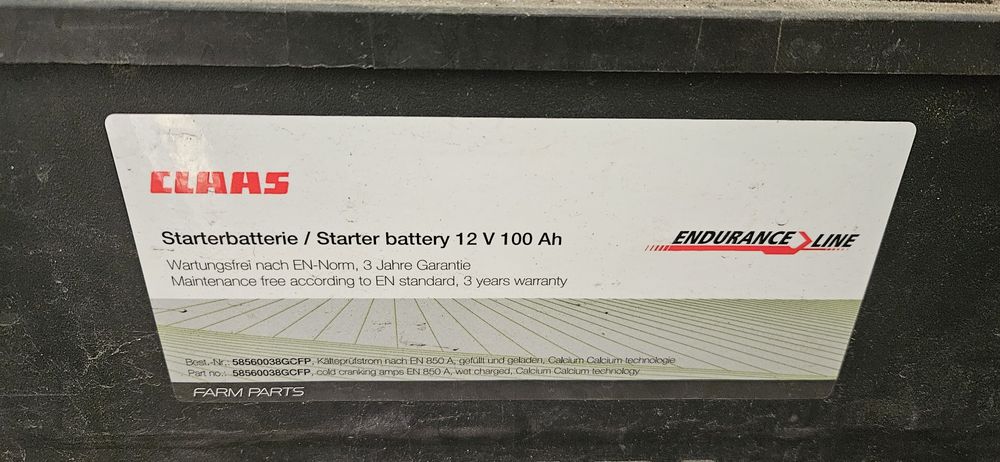 CLAAS
Starterbatterie / Starter battery 12 V 100 Ah
ENDURANCE LINE
Wartungsfrei nach EN-Norm, 3 Jahre Garantie
Maintenance free according to EN standard, 3 years warranty
Best.-Nr.: 58560038GCFP, Kälteprüfstrom nach EN 850 A, gefüllt und geladen, Calcium Calcium technologie
Part no.: 58560038GCFP, cold cranking amps EN 850 A, wet charged, Calcium Calcium technology
FARM PARTS